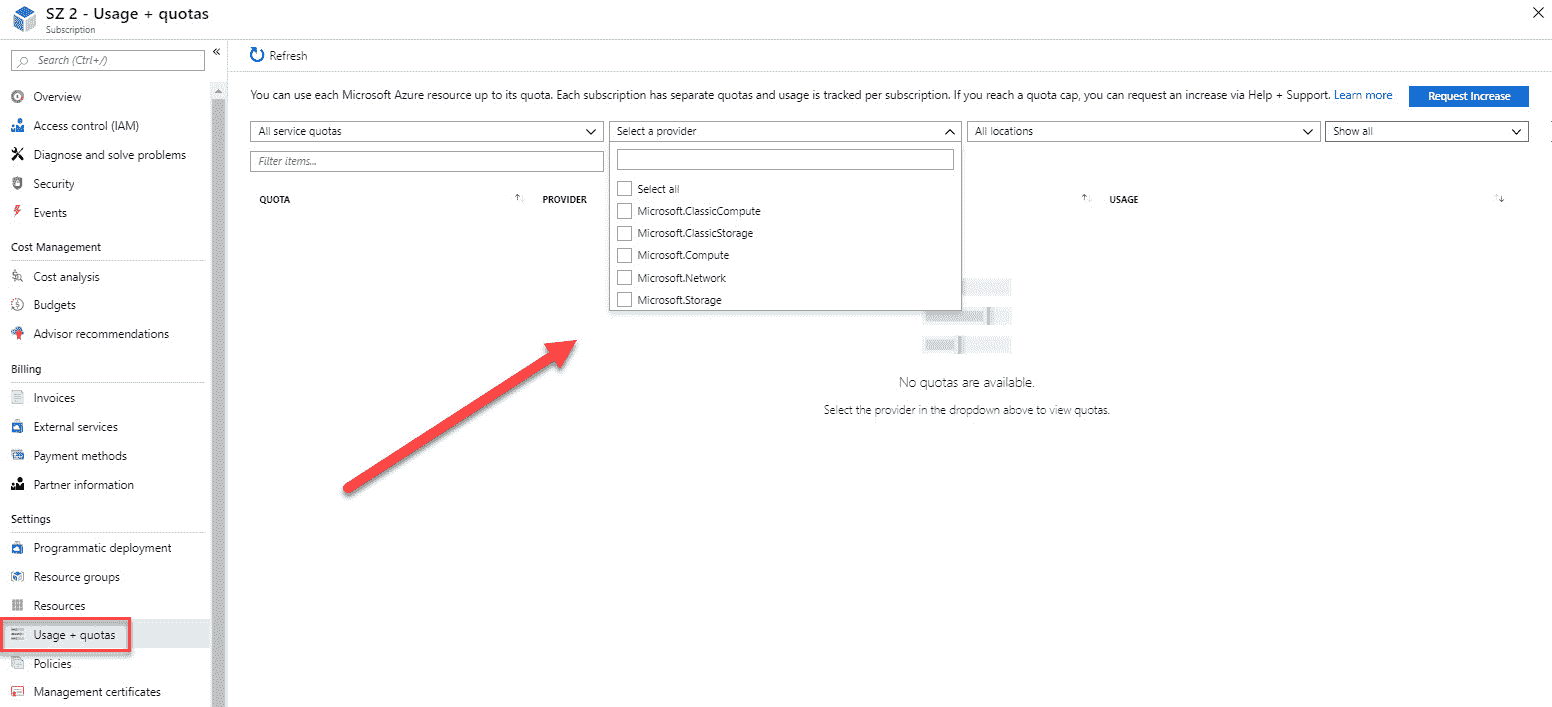 SZ 2 - Usage + quotas
Subscription
Search (Ctrl+/)
«
Overview
Access control (IAM)
Diagnose and solve problems
Security
Events
Cost Management
Cost analysis
Budgets
Advisor recommendations
Billing
Invoices
External services
Payment methods
Partner information
Settings
Programmatic deployment
Resource groups
Resources
Usage + quotas
Policies
Management certificates
Refresh
You can use each Microsoft Azure resource up to its quota. Each subscription has separate quotas and usage is tracked per subscription. If you reach a quota cap, you can request an increase via Help + Support. Learn more
Request Increase
All service quotas
Select a provider
All locations
Show all
Filter items...
QUOTA
PROVIDER
USAGE
Select all
Microsoft.ClassicCompute
Microsoft.ClassicStorage
Microsoft.Compute
Microsoft.Network
Microsoft.Storage
No quotas are available.
Select the provider in the dropdown above to view quotas.